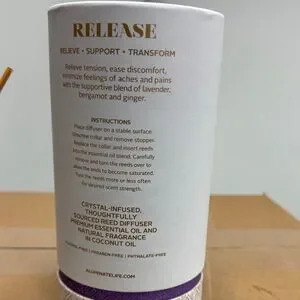 RELEASE
RELIEVE • SUPPORT • TRANSFORM
Relieve tension, ease discomfort,
minimize feelings of aches and pains
with the supportive blend of lavender,
bergamot and ginger.
INSTRUCTIONS
Place diffuser on a stable surface.
Unscrew collar and remove stopper.
Replace the collar and insert reeds
into the essential oil blend. Carefully
remove and turn the reeds over to
allow the ends to become saturated.
Turn the reeds more or less often
for desired scent strength.
CRYSTAL-INFUSED,
THOUGHTFULLY
SOURCED REED DIFFUSER
PREMIUM ESSENTIAL OIL AND
NATURAL FRAGRANCE
IN COCONUT OIL
FREE | PARABEN-FREE | PHTHALATE-FREE
ALUMINATELIFE.COM